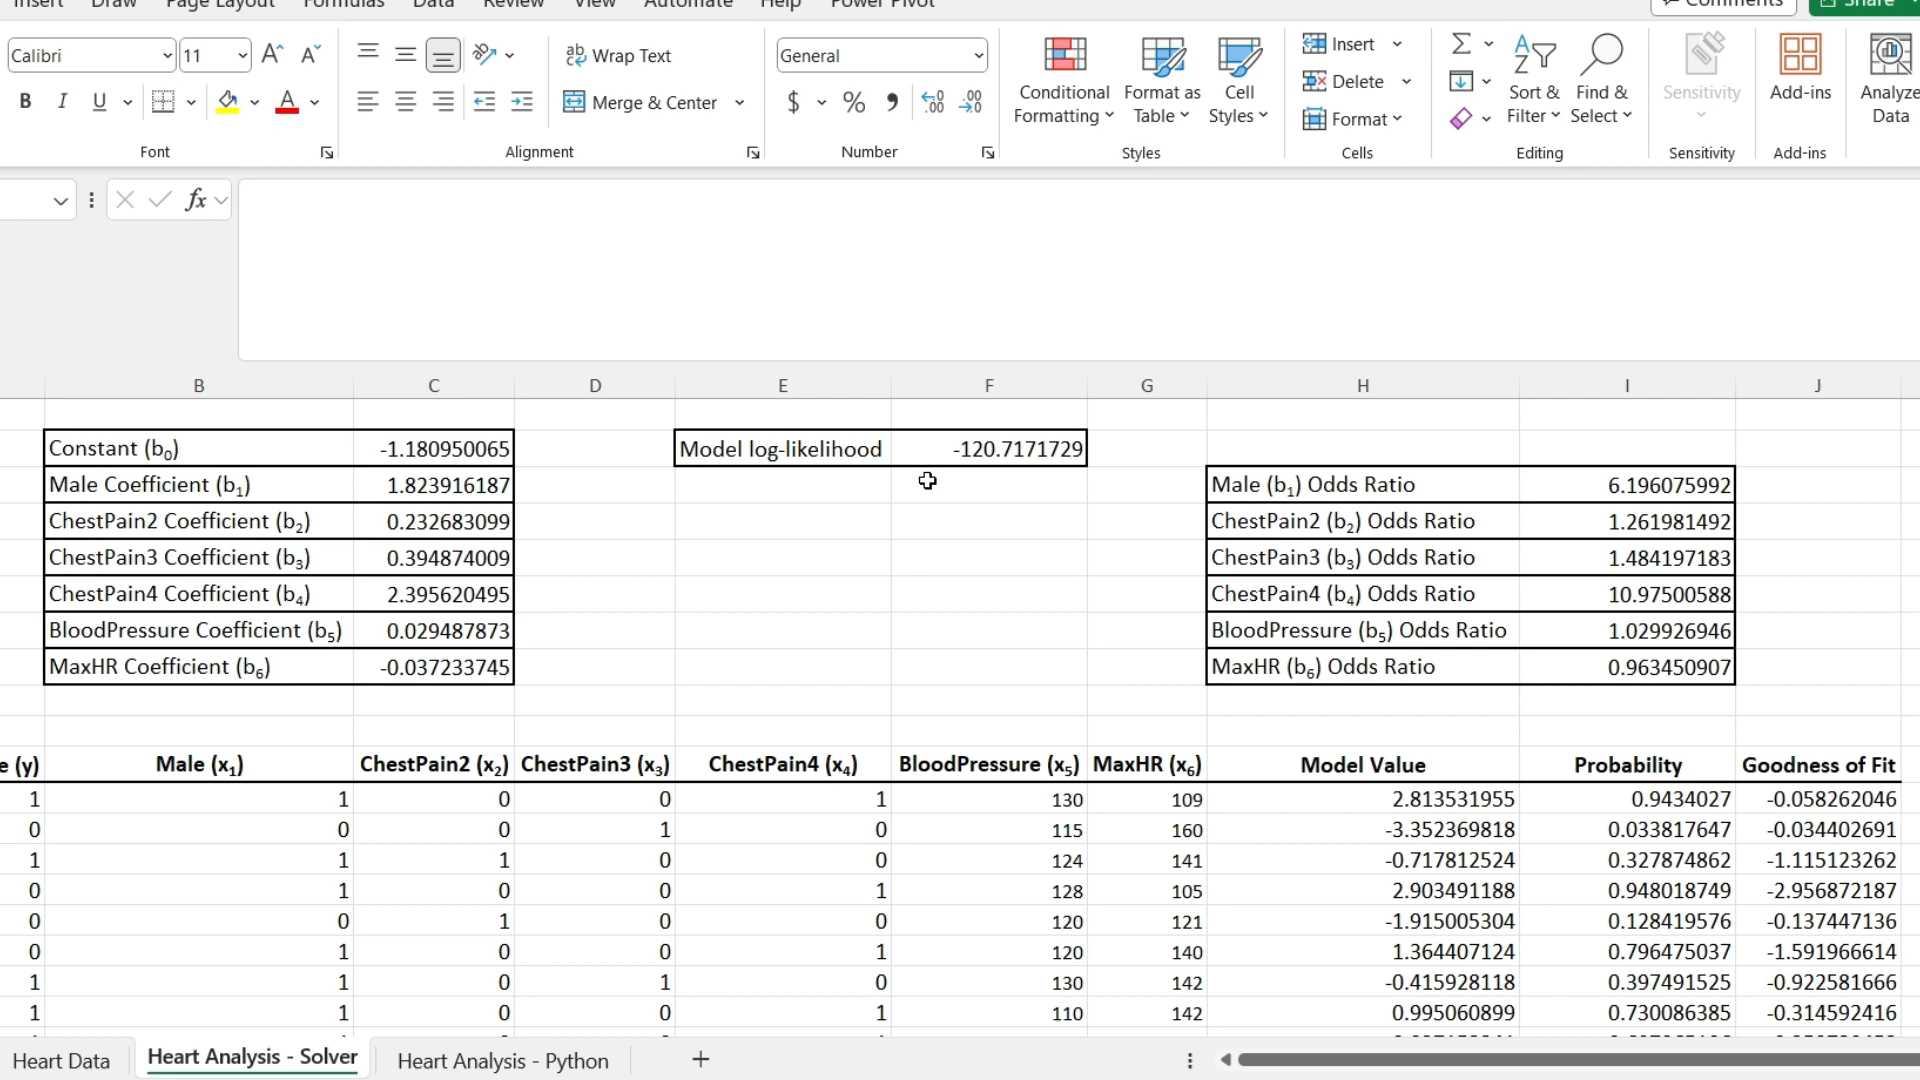 Insert Draw Page Layout Formulas Data Review View Automate Help Power Pivot Comments Share
Calibri 11 A A Wrap Text General Insert Σ
B I U A Merge & Center $ % Delete
Conditional Formatting Format as Table Cell Styles Format Sort & Filter Find & Select Sensitivity Add-ins Analyze Data
Font Alignment Number Styles Cells Editing Sensitivity Add-ins
fx
B C D E F G H I J
Constant (b₀) -1.180950065 Model log-likelihood -120.7171729
Male Coefficient (b₁) 1.823916187 Male (b₁) Odds Ratio 6.196075992
ChestPain2 Coefficient (b₂) 0.232683099 ChestPain2 (b₂) Odds Ratio 1.261981492
ChestPain3 Coefficient (b₃) 0.394874009 ChestPain3 (b₃) Odds Ratio 1.484197183
ChestPain4 Coefficient (b₄) 2.395620495 ChestPain4 (b₄) Odds Ratio 10.97500588
BloodPressure Coefficient (b₅) 0.029487873 BloodPressure (b₅) Odds Ratio 1.029926946
MaxHR Coefficient (b₆) -0.037233745 MaxHR (b₆) Odds Ratio 0.963450907
e (y) Male (x₁) ChestPain2 (x₂) ChestPain3 (x₃) ChestPain4 (x₄) BloodPressure (x₅) MaxHR (x₆) Model Value Probability Goodness of Fit
1 1 0 0 1 130 109 2.813531955 0.9434027 -0.058262046
0 0 0 1 0 115 160 -3.352369818 0.033817647 -0.034402691
1 1 1 0 0 124 141 -0.717812524 0.327874862 -1.115123262
0 1 0 0 1 128 105 2.903491188 0.948018749 -2.956872187
0 0 1 0 0 120 121 -1.915005304 0.128419576 -0.137447136
0 1 0 0 1 120 140 1.364407124 0.796475037 -1.591966614
1 1 0 1 0 130 142 -0.415928118 0.397491525 -0.922581666
1 1 0 0 1 110 142 0.995060899 0.730086385 -0.314592416
Heart Data Heart Analysis - Solver Heart Analysis - Python +